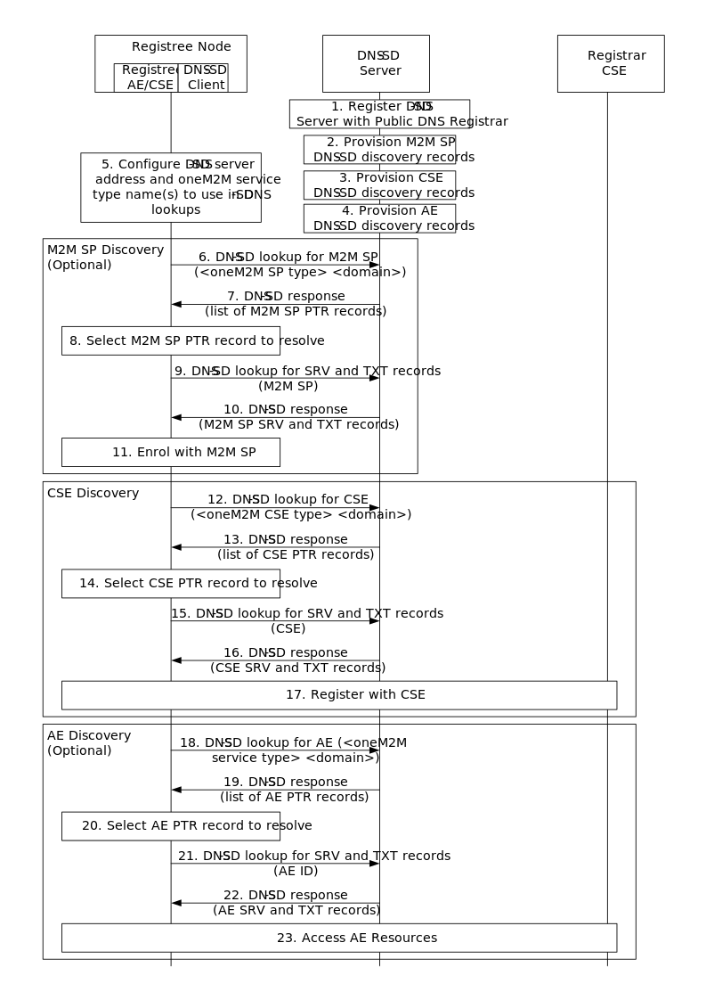 Registree Node
Registree
AE/CSE
DNS-SD
Client
DNS-SD
Server
Registrar
CSE
1. Register DNS-SD
Server with Public DNS Registrar
2. Provision M2M SP
DNS-SD discovery records
3. Provision CSE
DNS-SD discovery records
4. Provision AE
DNS-SD discovery records
5. Configure DNS-SD server
address and oneM2M service
type name(s) to use in DNS-SD
lookups
M2M SP Discovery
(Optional)
6. DNS-SD lookup for M2M SP
(<oneM2M SP type> <domain>)
7. DNS-SD response
(list of M2M SP PTR records)
8. Select M2M SP PTR record to resolve
9. DNS-SD lookup for SRV and TXT records
(M2M SP)
10. DNS-SD response
(M2M SP SRV and TXT records)
11. Enrol with M2M SP
CSE Discovery
12. DNS-SD lookup for CSE
(<oneM2M CSE type> <domain>)
13. DNS-SD response
(list of CSE PTR records)
14. Select CSE PTR record to resolve
15. DNS-SD lookup for SRV and TXT records
(CSE)
16. DNS-SD response
(CSE SRV and TXT records)
17. Register with CSE
AE Discovery
(Optional)
18. DNS-SD lookup for AE (<oneM2M
service type> <domain>)
19. DNS-SD response
(list of AE PTR records)
20. Select AE PTR record to resolve
21. DNS-SD lookup for SRV and TXT records
(AE ID)
22. DNS-SD response
(AE SRV and TXT records)
23. Access AE Resources